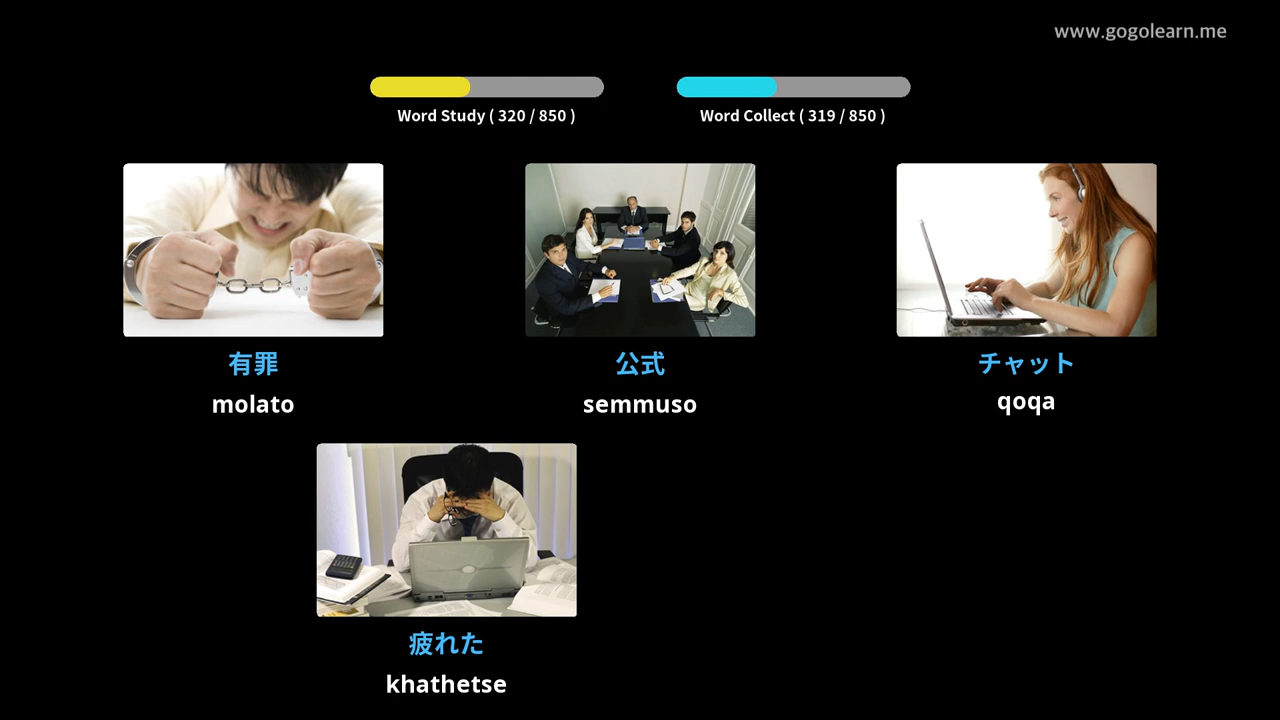 www.gogolearn.me
Word Study ( 320 / 850 )
Word Collect ( 319 / 850 )
有罪
molato
公式
semmuso
チャット
qoqa
疲れた
khathetse